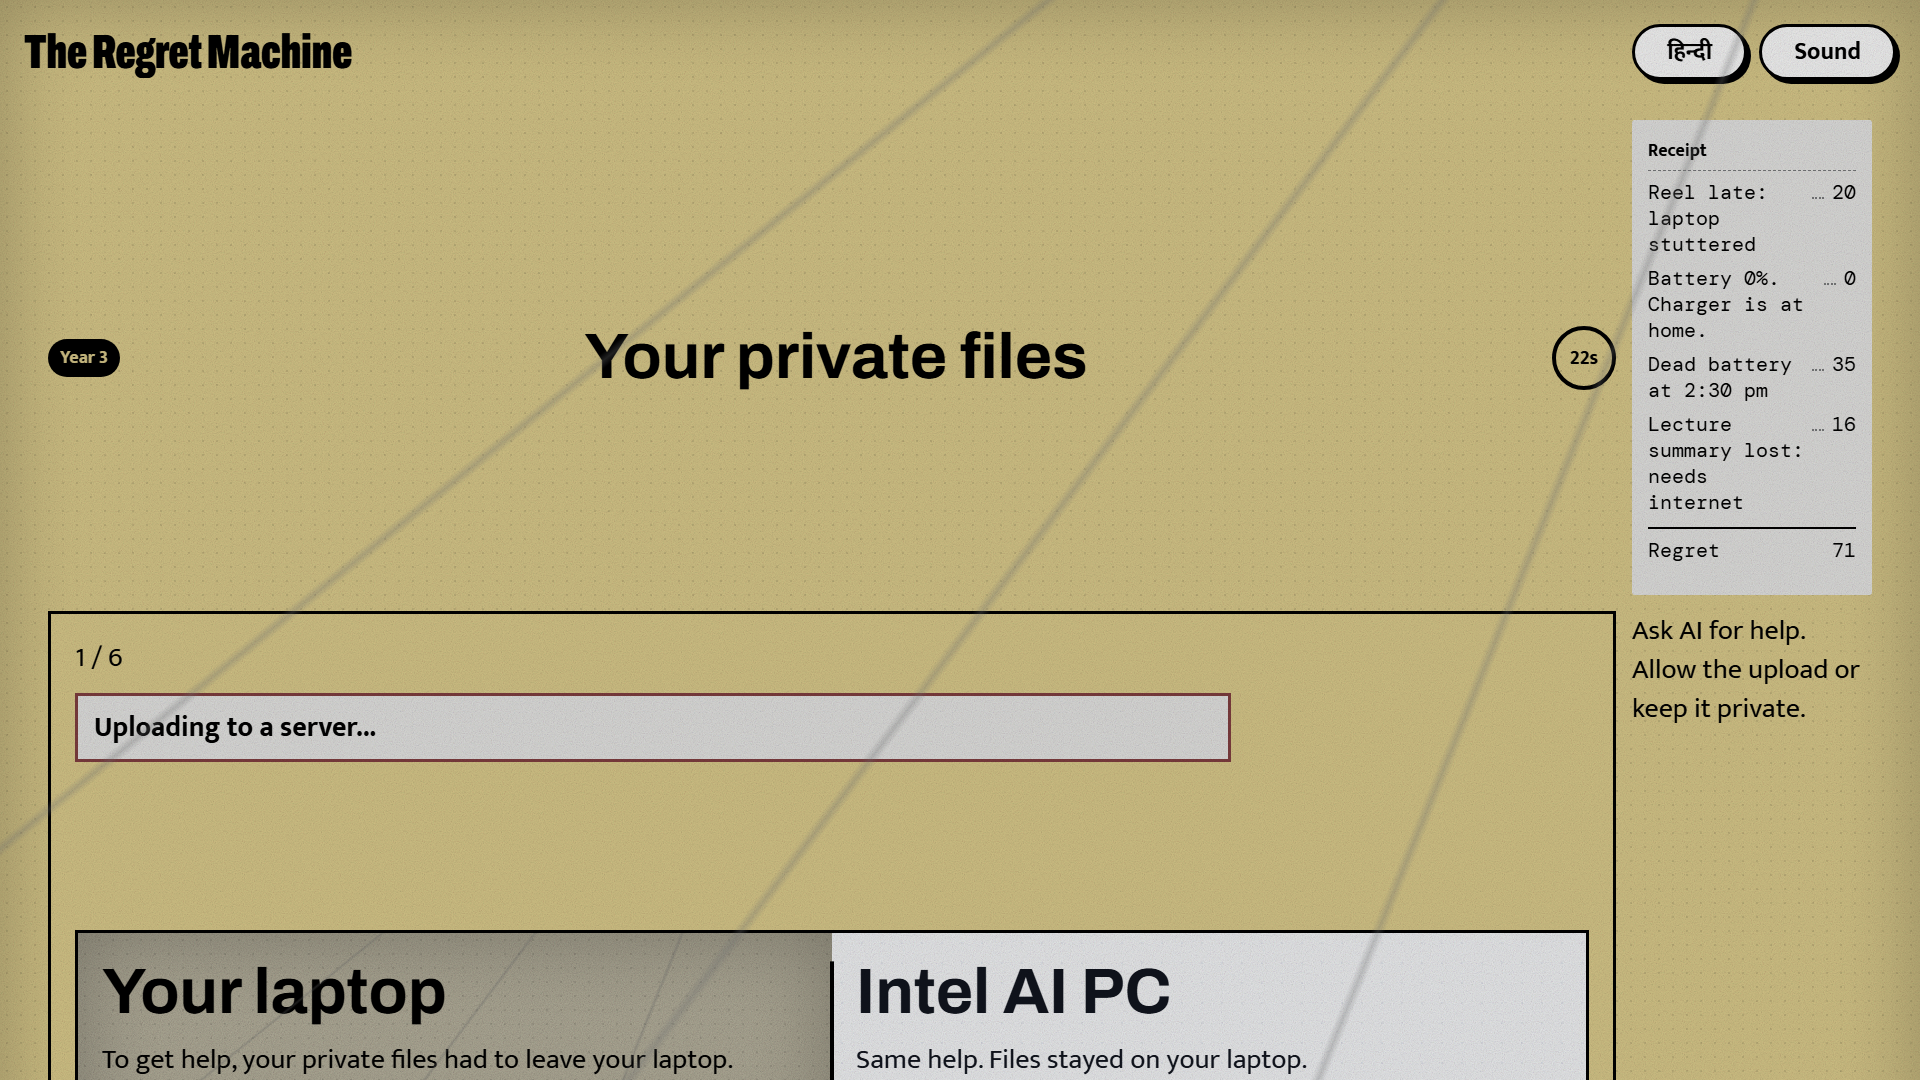 The Regret Machine
हिन्दी
Sound
Receipt
Reel late: .... 20
laptop
stuttered
Battery 0%. .... 0
Charger is at
home.
Dead battery .... 35
at 2:30 pm
Lecture .... 16
summary lost:
needs
internet
Regret 71
Year 3
Your private files
22s
Ask AI for help.
Allow the upload or
keep it private.
1 / 6
Uploading to a server...
Your laptop
To get help, your private files had to leave your laptop.
Intel AI PC
Same help. Files stayed on your laptop.